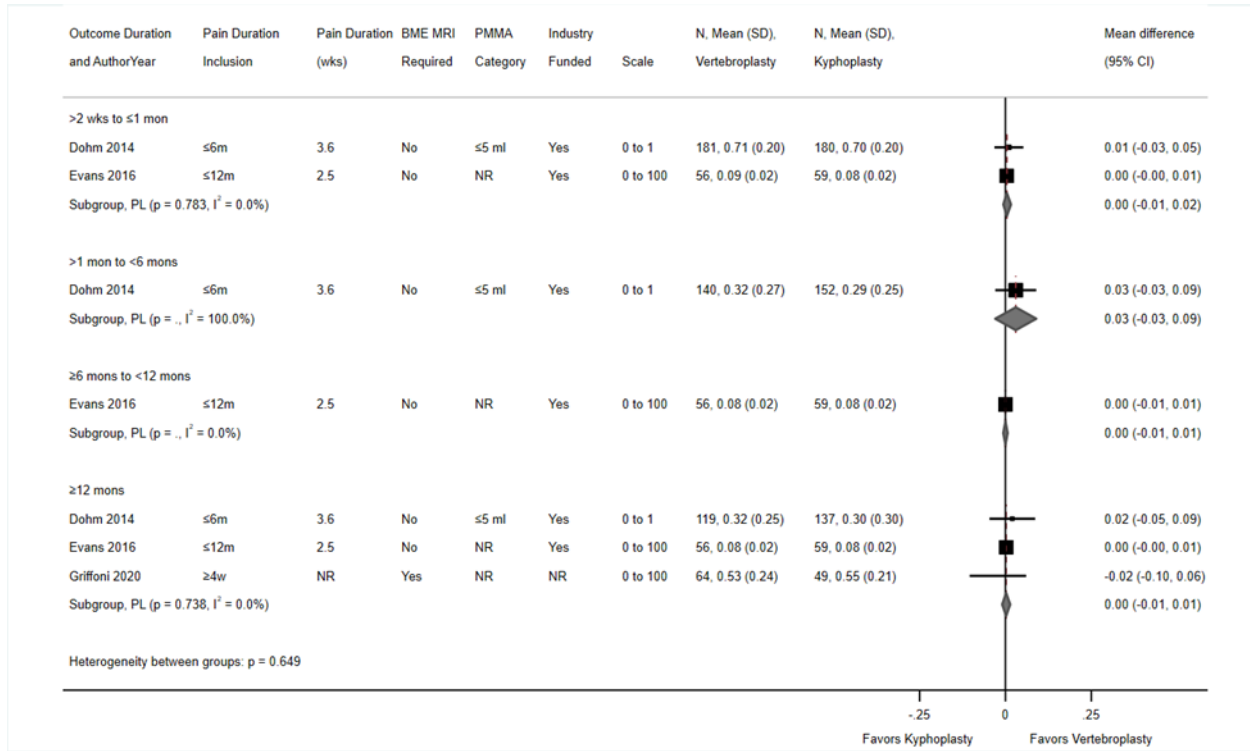 Outcome Duration Pain Duration Pain Duration BME MRI PMMA Industry N, Mean (SD), N, Mean (SD), Mean difference
and AuthorYear Inclusion (wks) Required Category Funded Scale Vertebroplasty Kyphoplasty (95% CI)
>2 wks to ≤1 mon
Dohm 2014 ≤6m 3.6 No ≤5 ml Yes 0 to 1 181, 0.71 (0.20) 180, 0.70 (0.20) 0.01 (-0.03, 0.05)
Evans 2016 ≤12m 2.5 No NR Yes 0 to 100 56, 0.09 (0.02) 59, 0.08 (0.02) 0.00 (-0.00, 0.01)
Subgroup, PL (p = 0.783, I² = 0.0%) 0.00 (-0.01, 0.02)
>1 mon to <6 mons
Dohm 2014 ≤6m 3.6 No ≤5 ml Yes 0 to 1 140, 0.32 (0.27) 152, 0.29 (0.25) 0.03 (-0.03, 0.09)
Subgroup, PL (p = ., I² = 100.0%) 0.03 (-0.03, 0.09)
≥6 mons to <12 mons
Evans 2016 ≤12m 2.5 No NR Yes 0 to 100 56, 0.08 (0.02) 59, 0.08 (0.02) 0.00 (-0.01, 0.01)
Subgroup, PL (p = ., I² = 0.0%) 0.00 (-0.01, 0.01)
≥12 mons
Dohm 2014 ≤6m 3.6 No ≤5 ml Yes 0 to 1 119, 0.32 (0.25) 137, 0.30 (0.30) 0.02 (-0.05, 0.09)
Evans 2016 ≤12m 2.5 No NR Yes 0 to 100 56, 0.08 (0.02) 59, 0.08 (0.02) 0.00 (-0.00, 0.01)
Griffoni 2020 ≥4w NR Yes NR NR 0 to 100 64, 0.53 (0.24) 49, 0.55 (0.21) -0.02 (-0.10, 0.06)
Subgroup, PL (p = 0.738, I² = 0.0%) 0.00 (-0.01, 0.01)
Heterogeneity between groups: p = 0.649
-.25 0 .25
Favors Kyphoplasty Favors Vertebroplasty